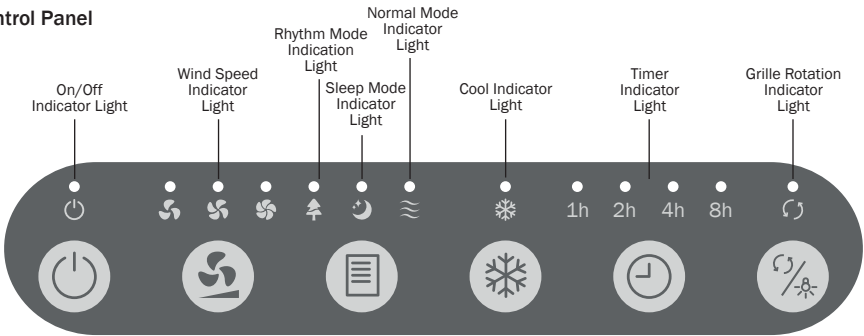 ntrol Panel
On/Off
Indicator Light
Wind Speed
Indicator
Light
Rhythm Mode
Indication
Light
Sleep Mode
Indicator
Light
Normal Mode
Indicator
Light
Cool Indicator
Light
Timer
Indicator
Light
Grille Rotation
Indicator
Light
1h 2h 4h 8h